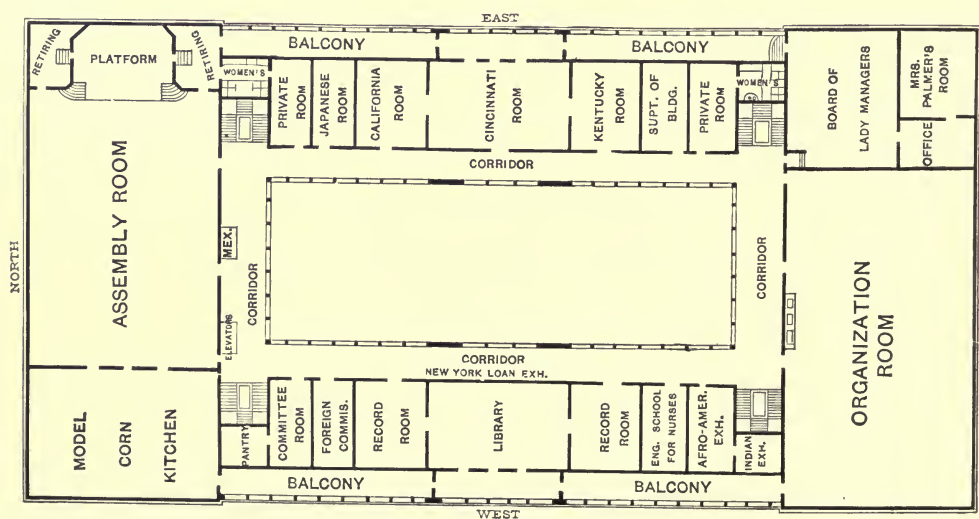 EAST
BALCONY
BALCONY
RETIRING
PLATFORM
RETIRING
WOMEN'S
PRIVATE
ROOM
JAPANESE
ROOM
CALIFORNIA
ROOM
CINCINNATI
ROOM
KENTUCKY
ROOM
SUPT. OF
BLDG.
PRIVATE
ROOM
WOMEN'S
BOARD OF
LADY MANAGERS
MRS.
PALMER'S
ROOM
OFFICE
CORRIDOR
NORTH
ASSEMBLY ROOM
MEX.
CORRIDOR
ELEVATORS
CORRIDOR
ORGANIZATION
ROOM
CORRIDOR
NEW YORK LOAN EXH.
MODEL
CORN
KITCHEN
PANTRY
COMMITTEE
ROOM
FOREIGN
COMMIS.
RECORD
ROOM
LIBRARY
RECORD
ROOM
ENG. SCHOOL
FOR NURSES
AFRO-AMER.
EXH.
INDIAN
EXH.
BALCONY
BALCONY
WEST